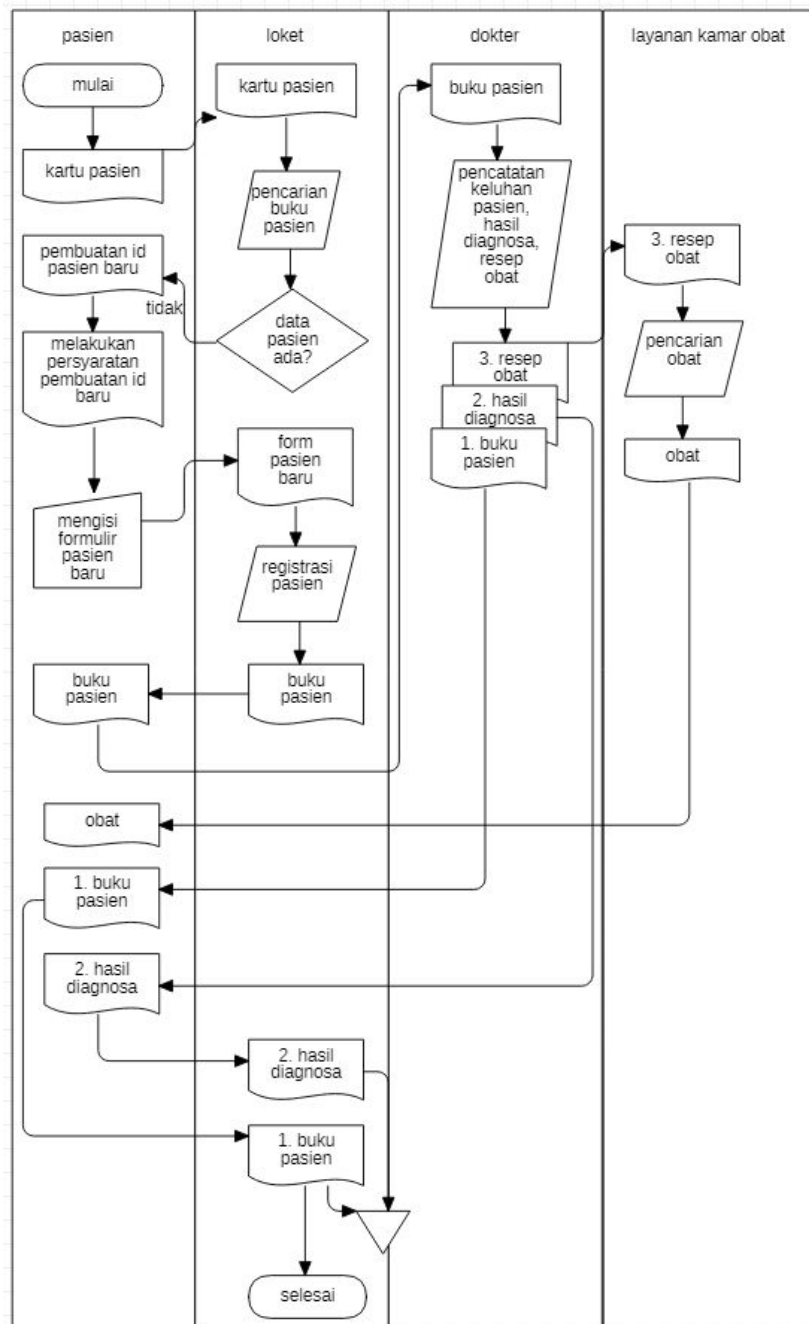 pasien
loket
dokter
layanan kamar obat
mulai
kartu pasien
pembuatan id
pasien baru
tidak
melakukan
persyaratan
pembuatan id
baru
mengisi
formulir
pasien
baru
buku
pasien
obat
1. buku
pasien
2. hasil
diagnosa
kartu pasien
pencarian
buku
pasien
data
pasien
ada?
form
pasien
baru
registrasi
pasien
buku
pasien
2. hasil
diagnosa
1. buku
pasien
selesai
buku pasien
pencatatan
keluhan
pasien,
hasil
diagnosa,
resep
obat
3. resep
obat
2. hasil
diagnosa
1. buku
pasien
3. resep
obat
pencarian
obat
obat